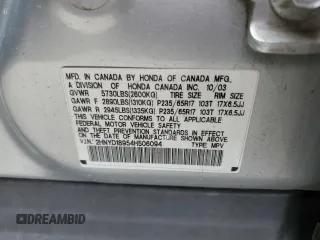 MFD. IN CANADA BY HONDA OF CANADA MFG.,
A DIVISION OF HONDA CANADA INC. 10/03
GVWR 5730LBS(2600KG) TIRE SIZE RIM SIZE
GAWR F 2890LBS(1310KG) P235/65R17 103T 17X6.5JJ
GAWR R 2945LBS(1335KG) P235/65R17 103T 17X6.5JJ
THIS VEHICLE CONFORMS TO ALL APPLICABLE
FEDERAL MOTOR VEHICLE SAFETY
AND THEFT PREVENTION STANDARDS IN EFFECT
ON THE DATE OF MANUFACTURE SHOWN ABOVE.
V.I.N.: 2HNYD18954H506094 TYPE: MPV